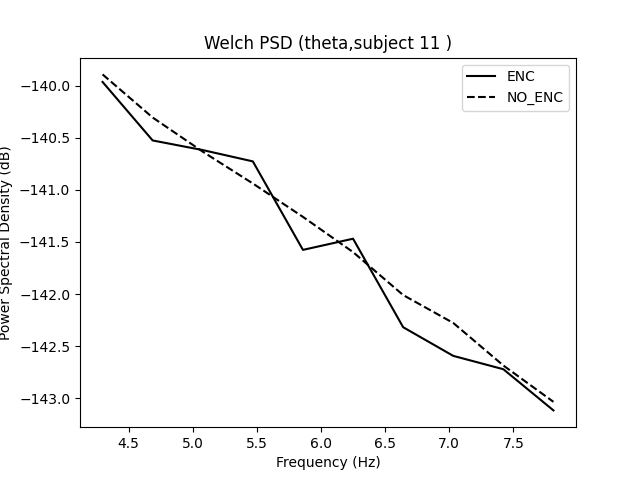 Welch PSD (theta,subject 11 )
ENC
NO_ENC
Power Spectral Density (dB)
−140.0
−140.5
−141.0
−141.5
−142.0
−142.5
−143.0
4.5 5.0 5.5 6.0 6.5 7.0 7.5
Frequency (Hz)